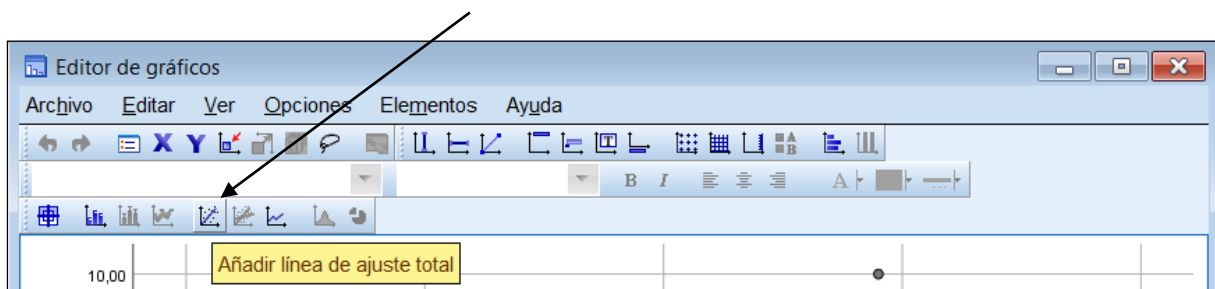 Editor de gráficos
Archivo Editar Ver Opciones Elementos Ayuda
X Y T A B
B I A
Añadir línea de ajuste total
10,00